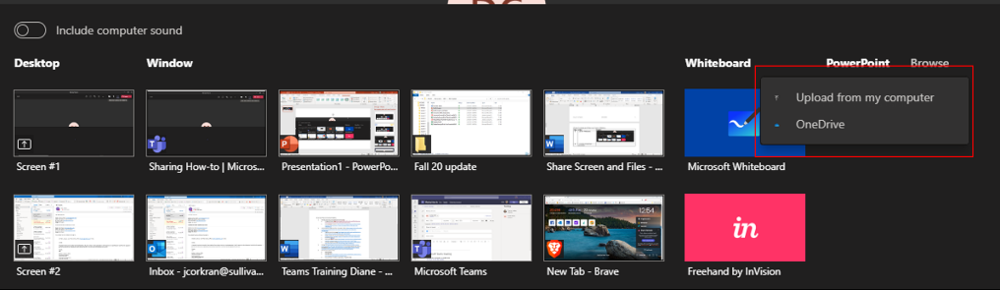 Include computer sound
Desktop
Window
Whiteboard
PowerPoint
Browse
Upload from my computer
OneDrive
Screen #1
Sharing How-to | Micros...
Presentation1 - PowerPo...
Fall 20 update
Share Screen and Files - ...
Microsoft Whiteboard
12:54
in
Screen #2
Inbox - jcorkran@sulliva...
Teams Training Diane - ...
Microsoft Teams
New Tab - Brave
Freehand by InVision